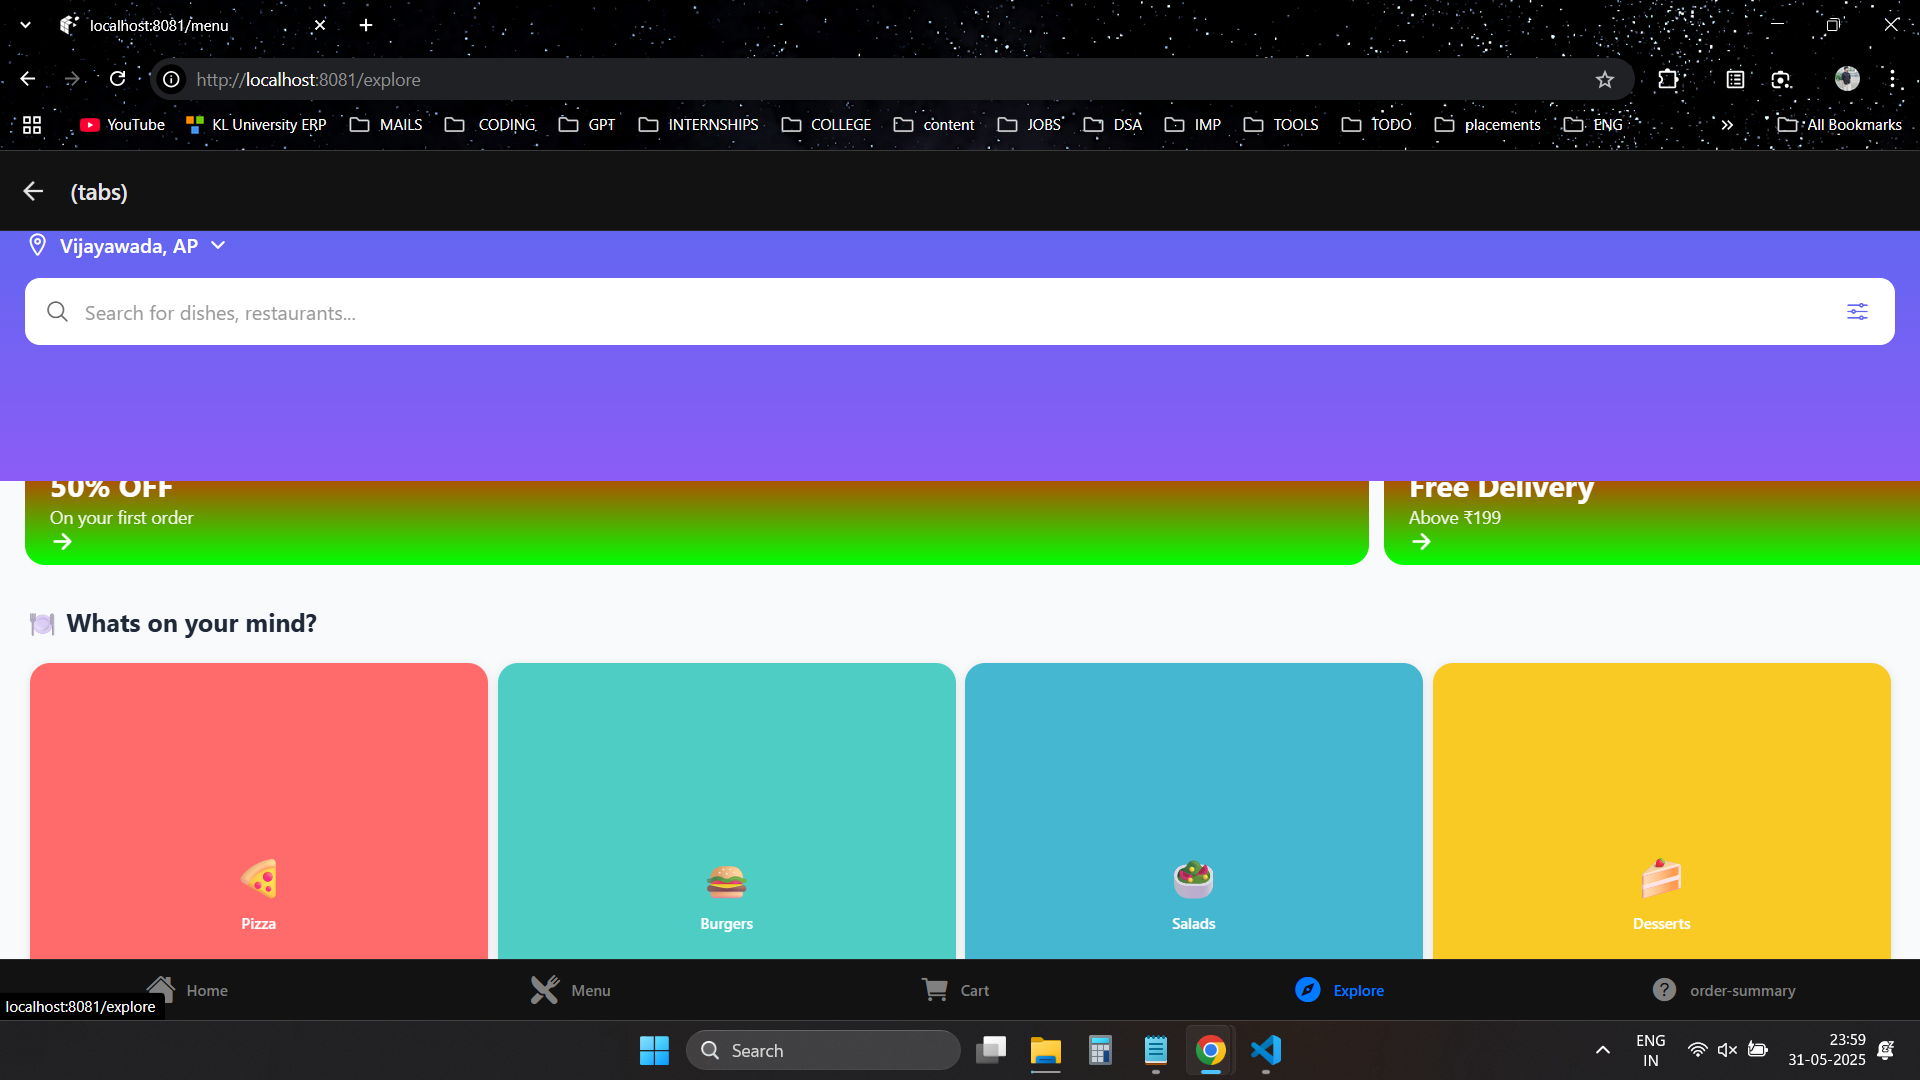 localhost:8081/menu
http://localhost:8081/explore
YouTube KL University ERP MAILS CODING GPT INTERNSHIPS COLLEGE content JOBS DSA IMP TOOLS TODO placements ENG » All Bookmarks
(tabs)
Vijayawada, AP
Search for dishes, restaurants...
50% OFF
On your first order
Free Delivery
Above ₹199
Whats on your mind?
Pizza
Burgers
Salads
Desserts
Home
Menu
Cart
Explore
order-summary
localhost:8081/explore
Search
ENG
IN
23:59
31-05-2025